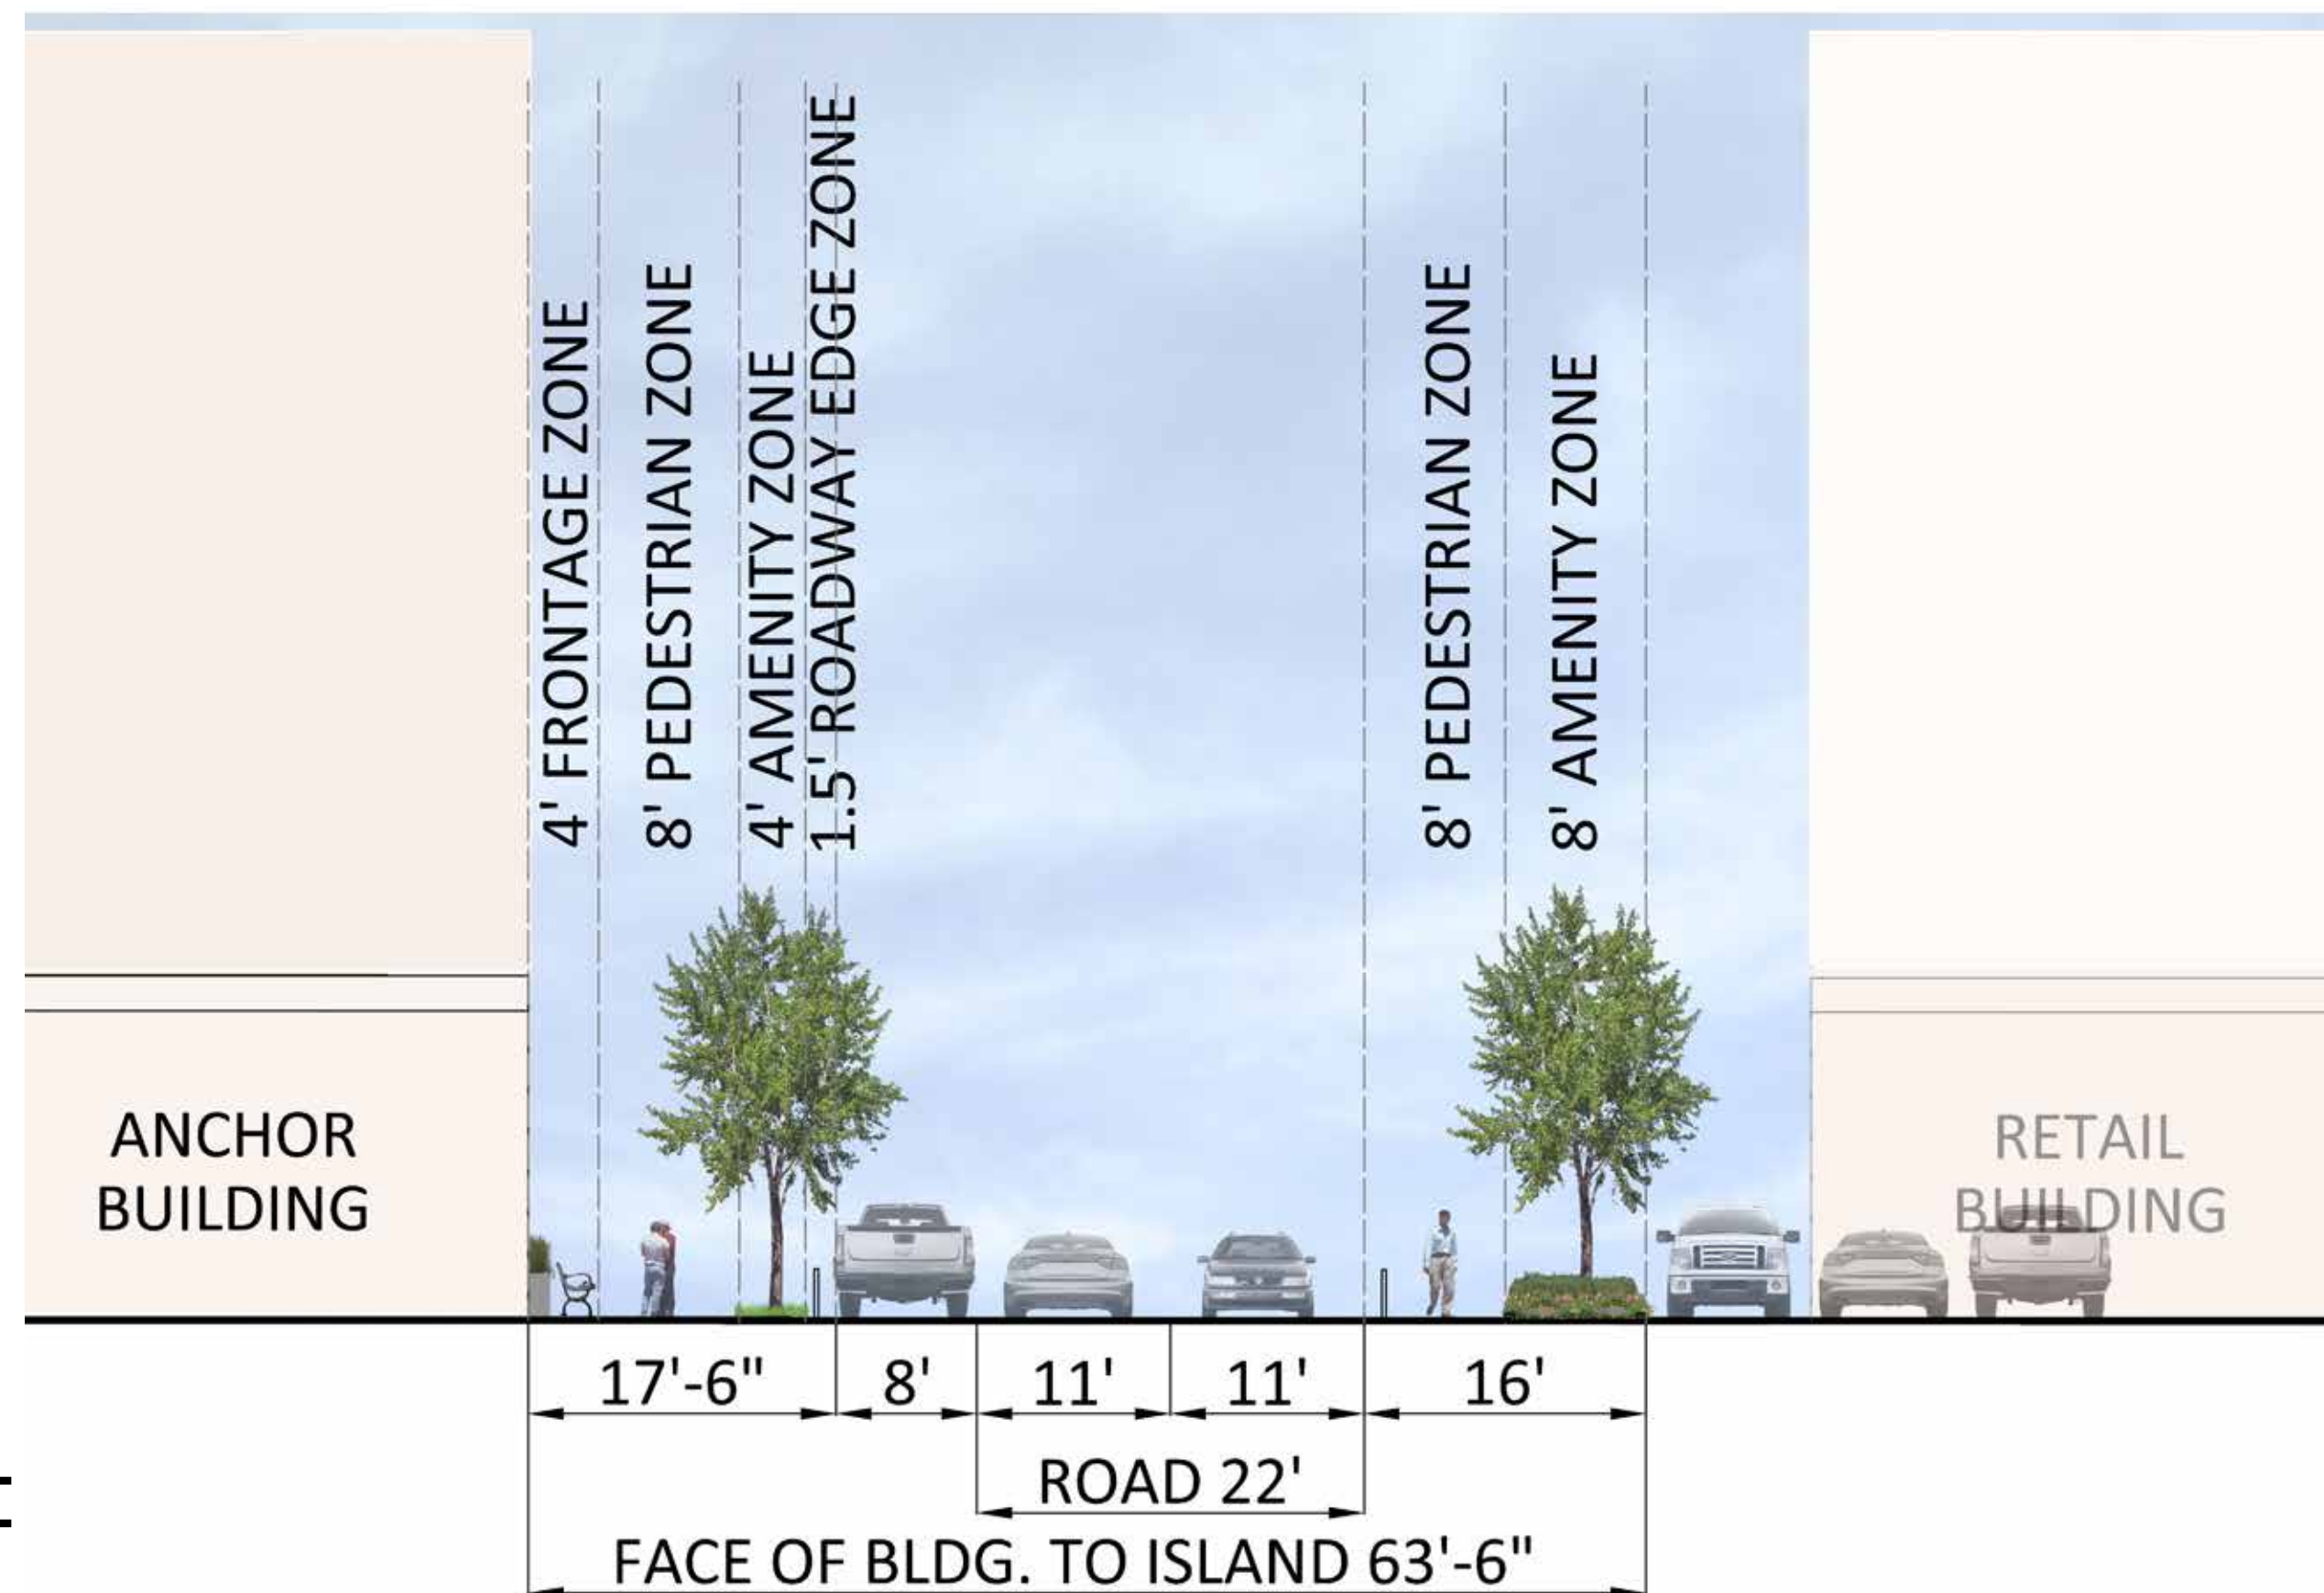 4' FRONTAGE ZONE
8' PEDESTRIAN ZONE
4' AMENITY ZONE
1.5' ROADWAY EDGE ZONE
8' PEDESTRIAN ZONE
8' AMENITY ZONE
ANCHOR
BUILDING
RETAIL
BUILDING
17'-6"
8'
11'
11'
16'
ROAD 22'
FACE OF BLDG. TO ISLAND 63'-6"